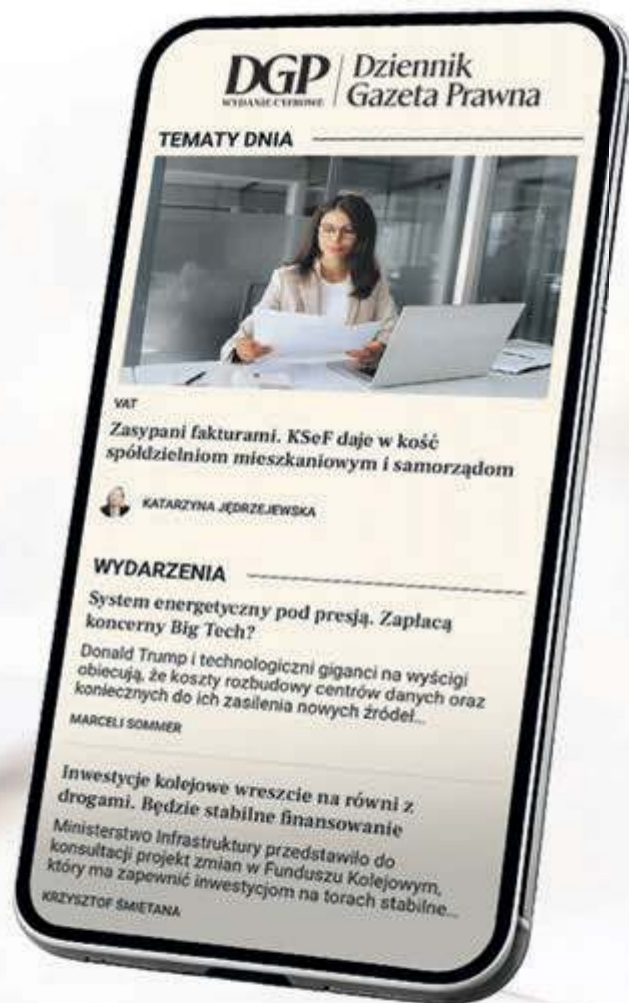 DGP
WYDANIE CYFROWE
Dziennik
Gazeta Prawna
TEMATY DNIA
VAT
Zasypani fakturami. KSeF daje w kość
spółdzielniom mieszkaniowym i samorządom
KATARZYNA JĘDRZEJEWSKA
WYDARZENIA
System energetyczny pod presją. Zapłacą
koncerny Big Tech?
Donald Trump i technologiczni giganci na wyścigi
obiecują, że koszty rozbudowy centrów danych oraz
koniecznych do ich zasilenia nowych źródeł...
MARCELI SOMMER
Inwestycje kolejowe wreszcie na równi z
drogami. Będzie stabilne finansowanie
Ministerstwo Infrastruktury przedstawiło do
konsultacji projekt zmian w Funduszu Kolejowym,
który ma zapewnić inwestycjom na torach stabilne...
KRZYSZTOF ŚMIETANA